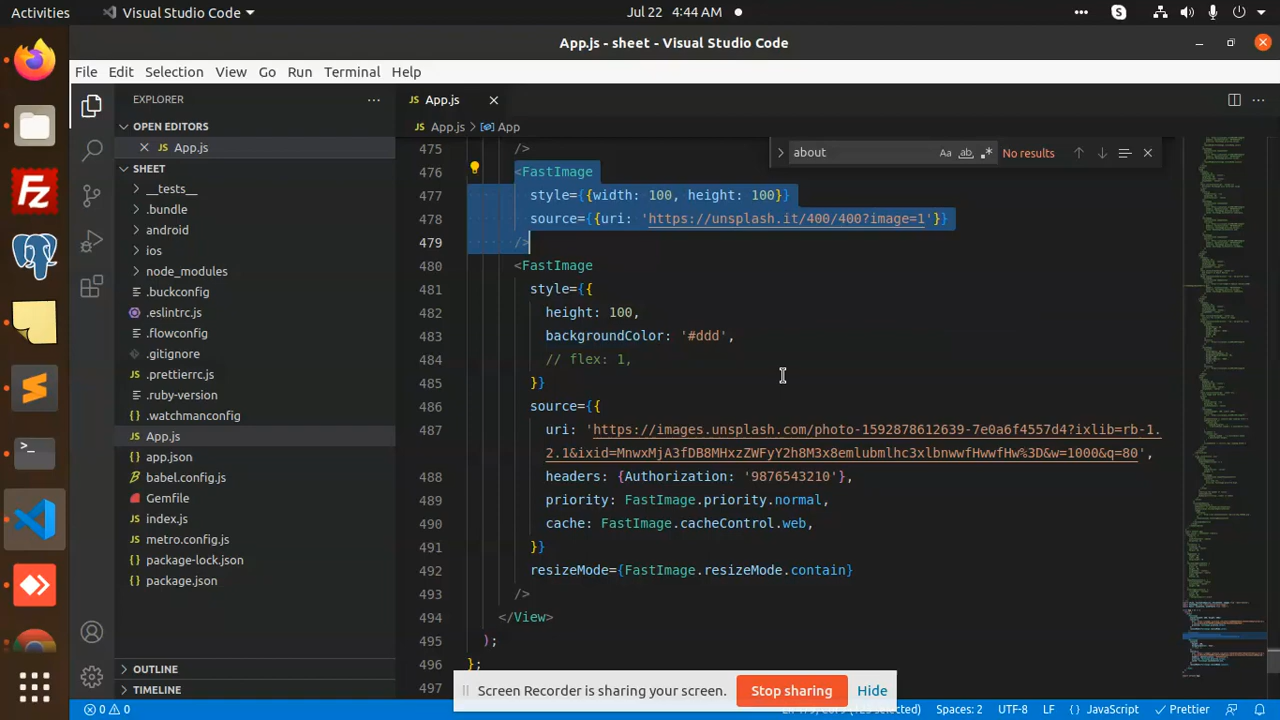 Activities
Visual Studio Code
Jul 22 4:44 AM
App.js - sheet - Visual Studio Code
File Edit Selection View Go Run Terminal Help
EXPLORER
OPEN EDITORS
JS App.js
SHEET
__tests__
.bundle
android
ios
node_modules
.buckconfig
.eslintrc.js
.flowconfig
.gitignore
.prettierrc.js
.ruby-version
.watchmanconfig
JS App.js
app.json
babel.config.js
Gemfile
JS index.js
JS metro.config.js
package-lock.json
package.json
OUTLINE
TIMELINE
JS App.js
JS App.js > App
about
Aa ab
No results
475
476 <FastImage
477 style={{width: 100, height: 100}}
478 source={{uri: 'https://unsplash.it/400/400?image=1'}}
479 />
480 <FastImage
481 style={{
482 height: 100,
483 backgroundColor: '#ddd',
484 // flex: 1,
485 }}
486 source={{
487 uri: 'https://images.unsplash.com/photo-1592878612639-7e0a6f4557d4?ixlib=rb-1.
2.1&ixid=MnwxMjA3fDB8MHxzZWFyY2h8M3x8emlubmlhc3xlbnwwfHwwfHw%3D&w=1000&q=80',
488 headers: {Authorization: '9876543210'},
489 priority: FastImage.priority.normal,
490 cache: FastImage.cacheControl.web,
491 }}
492 resizeMode={FastImage.resizeMode.contain}
493 />
494 </View>
495 );
496 };
497
Screen Recorder is sharing your screen.
Stop sharing
Hide
0 0
Spaces: 2
UTF-8
LF
{} JavaScript
Prettier